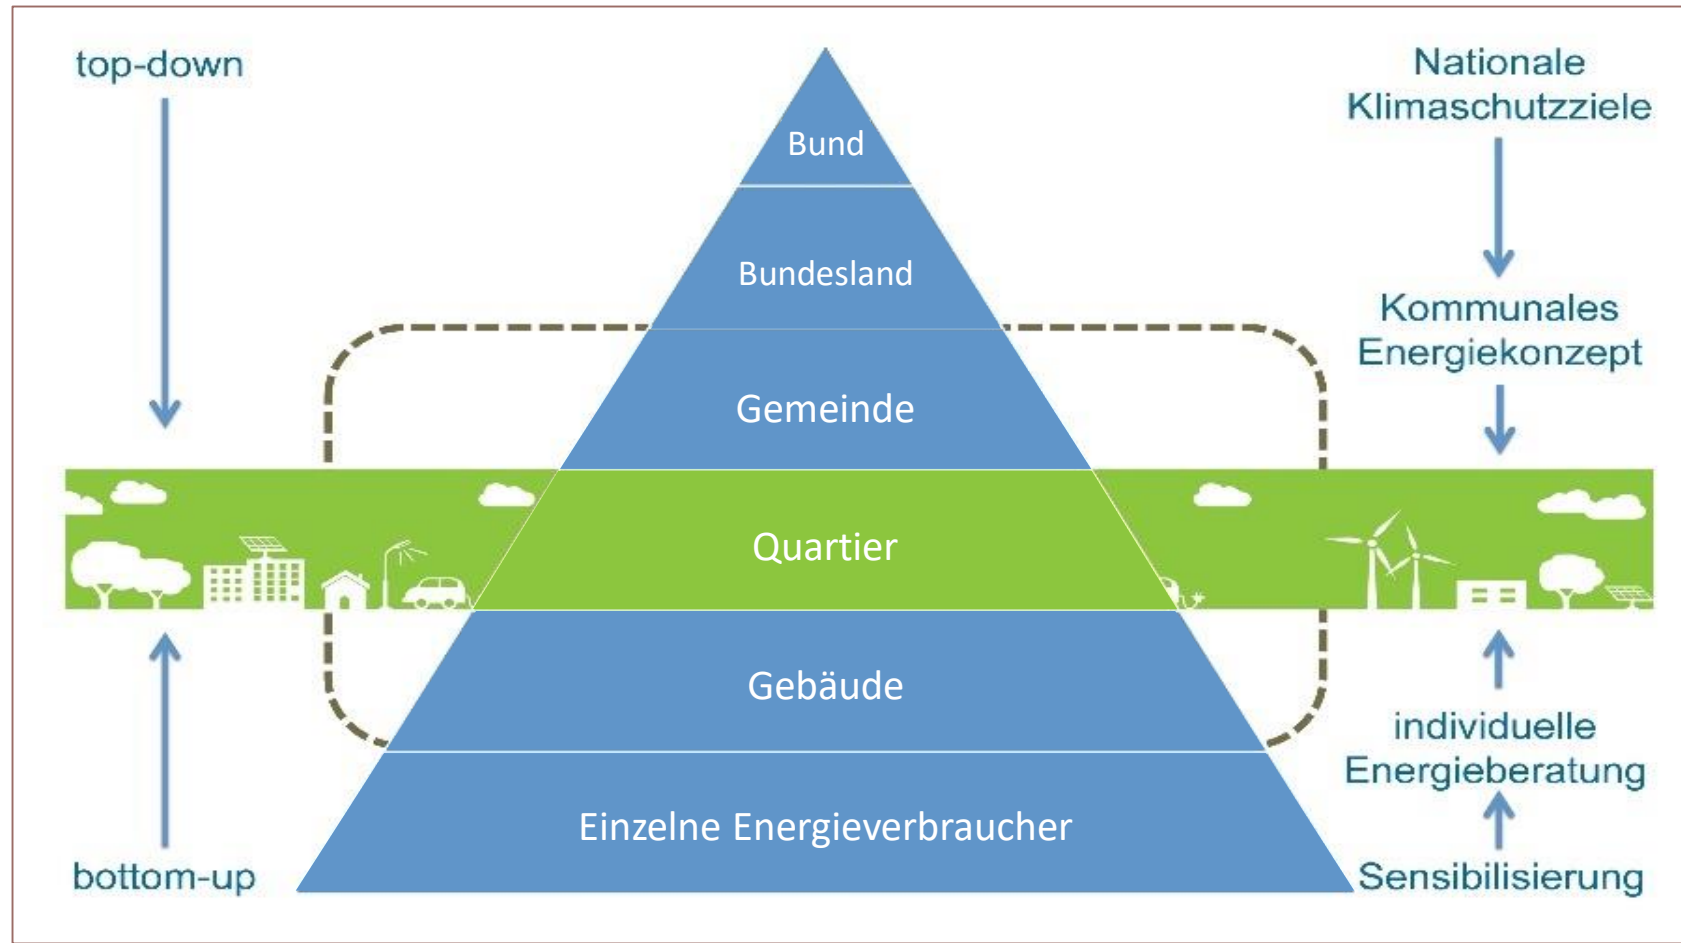 top-down
Nationale
Klimaschutzziele
Bund
Bundesland
Kommunales
Energiekonzept
Gemeinde
Quartier
Gebäude
individuelle
Energieberatung
Einzelne Energieverbraucher
bottom-up
Sensibilisierung